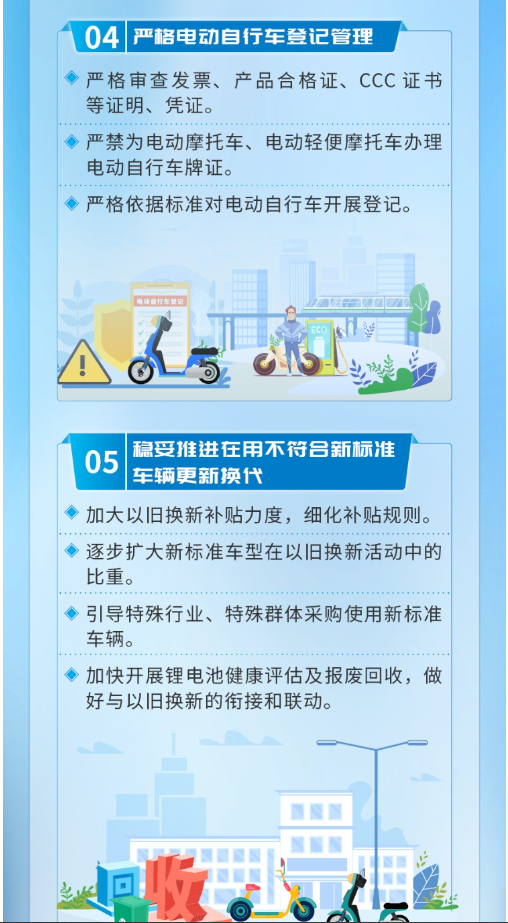 04 严格电动自行车登记管理
严格审查发票、产品合格证、CCC 证书
等证明、凭证。
严禁为电动摩托车、电动轻便摩托车办理
电动自行车牌证。
严格依据标准对电动自行车开展登记。
电动自行车登记
ECO
05 稳妥推进在用不符合新标准
车辆更新换代
加大以旧换新补贴力度，细化补贴规则。
逐步扩大新标准车型在以旧换新活动中的
比重。
引导特殊行业、特殊群体采购使用新标准
车辆。
加快开展锂电池健康评估及报废回收，做
好与以旧换新的衔接和联动。
回收